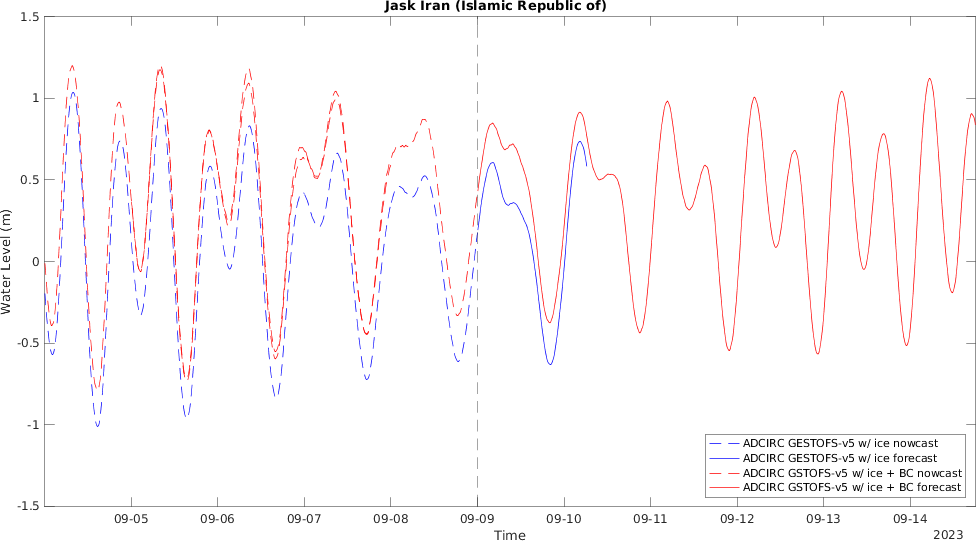 Jask Iran (Islamic Republic of)
1.5
1
0.5
0
-0.5
-1
-1.5
Water Level (m)
ADCIRC GESTOFS-v5 w/ ice nowcast
ADCIRC GESTOFS-v5 w/ ice forecast
ADCIRC GSTOFS-v5 w/ ice + BC nowcast
ADCIRC GSTOFS-v5 w/ ice + BC forecast
09-05 09-06 09-07 09-08 09-09 09-10 09-11 09-12 09-13 09-14
Time
2023